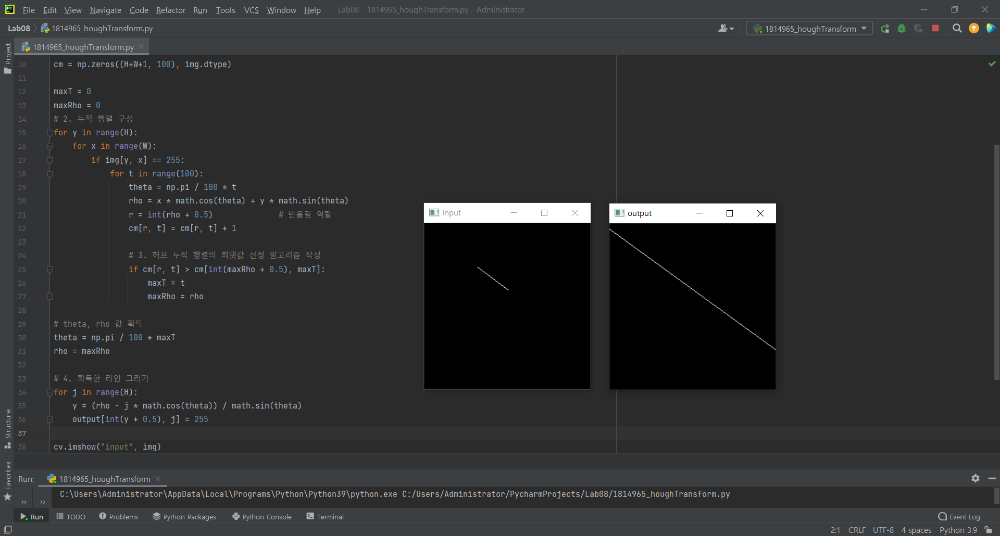 File Edit View Navigate Code Refactor Run Tools VCS Window Help Lab08 - 1814965_houghTransform.py - Administrator
Lab08 1814965_houghTransform.py 1814965_houghTransform
Project
1814965_houghTransform.py
10 cm = np.zeros((H+W+1, 100), img.dtype)
11
12 maxT = 0
13 maxRho = 0
14 # 2. 누적 행렬 구성
15 for y in range(H):
16 for x in range(W):
17 if img[y, x] == 255:
18 for t in range(100):
19 theta = np.pi / 100 * t
20 rho = x * math.cos(theta) + y * math.sin(theta)
21 r = int(rho + 0.5) # 반올림 역할
22 cm[r, t] = cm[r, t] + 1
23
24 # 3. 허프 누적 행렬의 최댓값 선정 알고리즘 작성
25 if cm[r, t] > cm[int(maxRho + 0.5), maxT]:
26 maxT = t
27 maxRho = rho
28
29 # theta, rho 값 획득
30 theta = np.pi / 100 * maxT
31 rho = maxRho
32
33 # 4. 획득한 라인 그리기
34 for j in range(H):
35 y = (rho - j * math.cos(theta)) / math.sin(theta)
36 output[int(y + 0.5), j] = 255
37
38 cv.imshow("input", img)
input
output
Structure
Favorites
Run: 1814965_houghTransform
C:\Users\Administrator\AppData\Local\Programs\Python\Python39\python.exe C:/Users/Administrator/PycharmProjects/Lab08/1814965_houghTransform.py
Run TODO Problems Python Packages Python Console Terminal Event Log
2:1 CRLF UTF-8 4 spaces Python 3.9